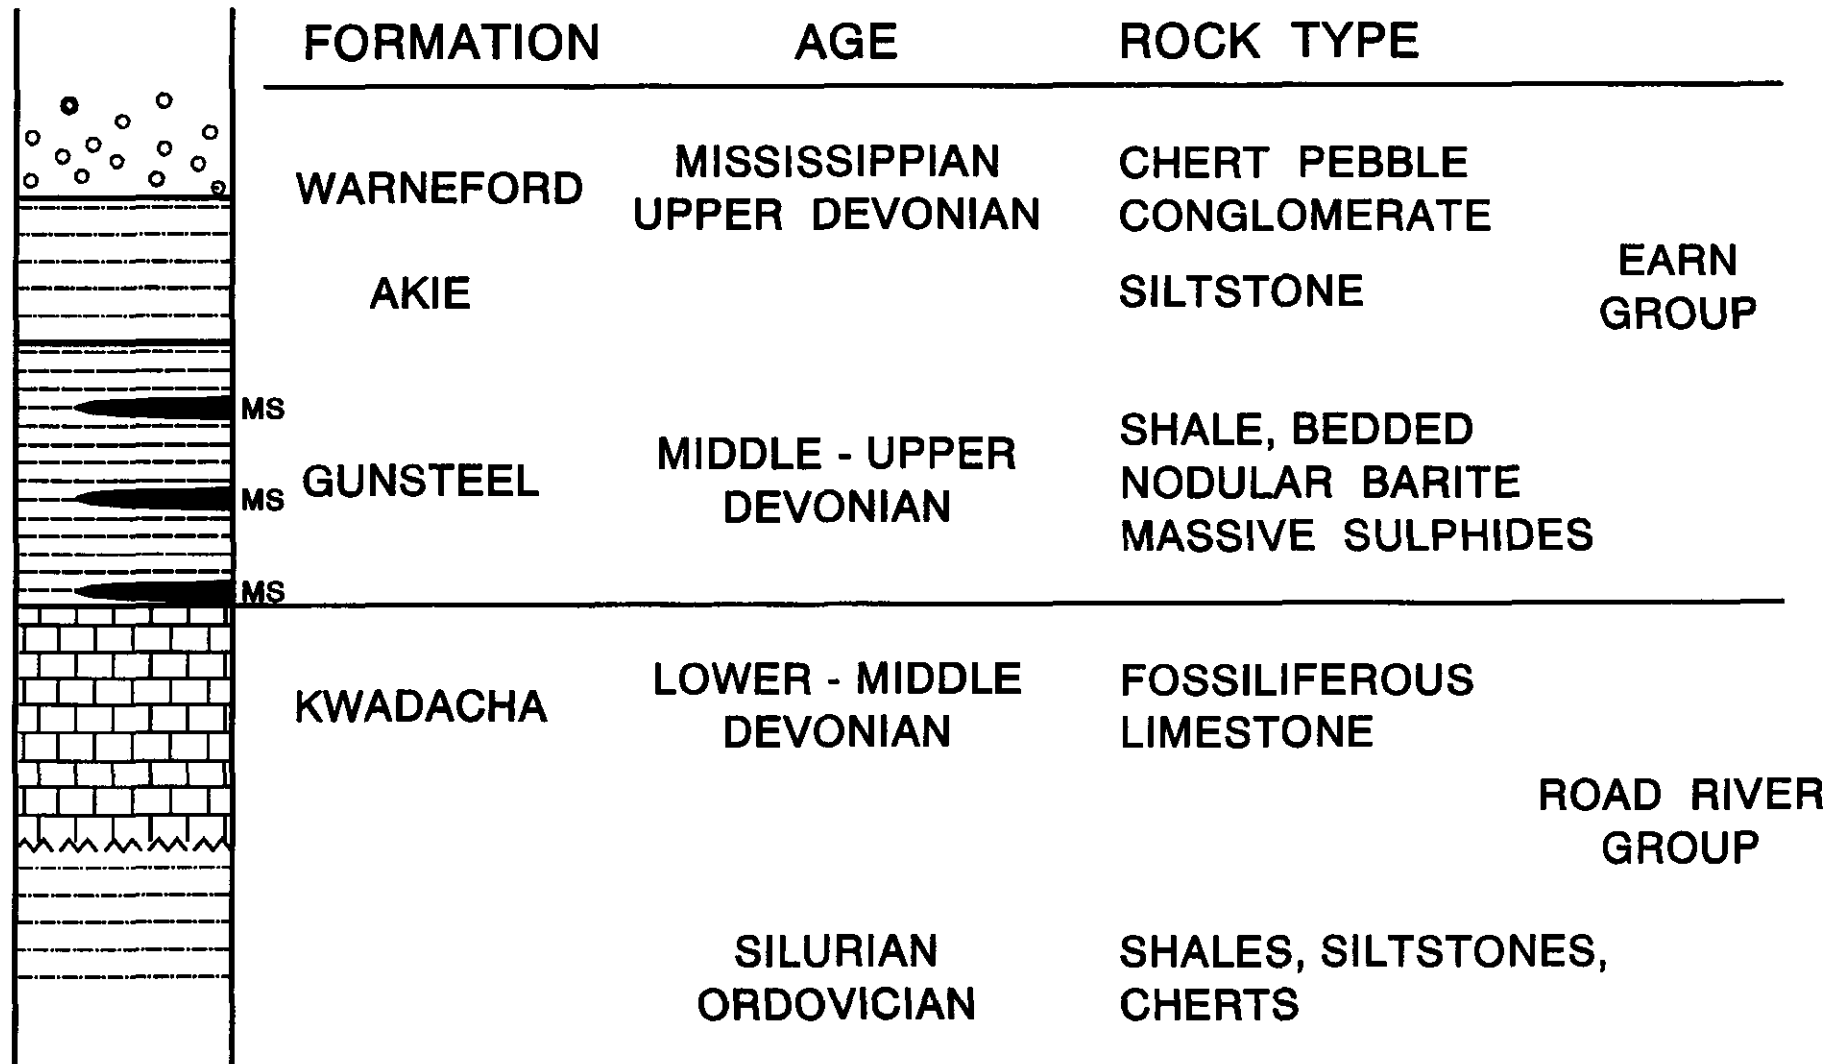 FORMATION AGE ROCK TYPE
WARNEFORD
MISSISSIPPIAN
UPPER DEVONIAN
CHERT PEBBLE
CONGLOMERATE
AKIE
SILTSTONE
EARN
GROUP
MS
MS
MS
GUNSTEEL
MIDDLE - UPPER
DEVONIAN
SHALE, BEDDED
NODULAR BARITE
MASSIVE SULPHIDES
KWADACHA
LOWER - MIDDLE
DEVONIAN
FOSSILIFEROUS
LIMESTONE
ROAD RIVER
GROUP
SILURIAN
ORDOVICIAN
SHALES, SILTSTONES,
CHERTS